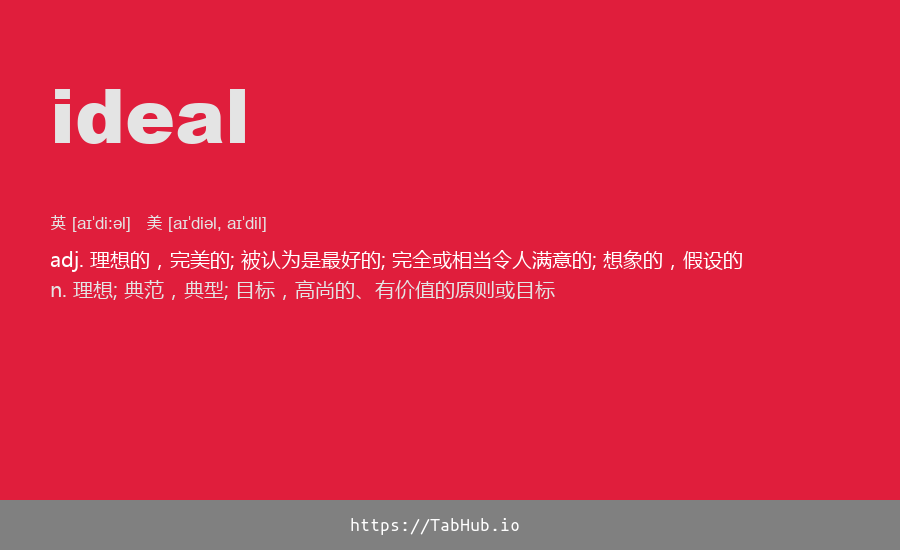 ideal
英 [aɪˈdiːəl] 美 [aɪˈdiəl, aɪˈdil]
adj. 理想的，完美的; 被认为是最好的; 完全或相当令人满意的; 想象的，假设的
n. 理想; 典范，典型; 目标，高尚的、有价值的原则或目标
https://TabHub.io